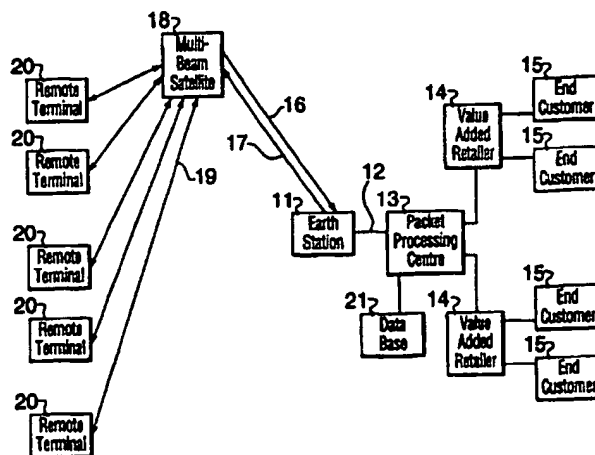 18
Multi-
Beam
Satellite
20
Remote
Terminal
20
Remote
Terminal
20
Remote
Terminal
20
Remote
Terminal
20
Remote
Terminal
16
17
19
11
Earth
Station
12
13
Packet
Processing
Centre
21
Data
Base
14
Value
Added
Retailer
15
End
Customer
15
End
Customer
14
Value
Added
Retailer
15
End
Customer
15
End
Customer